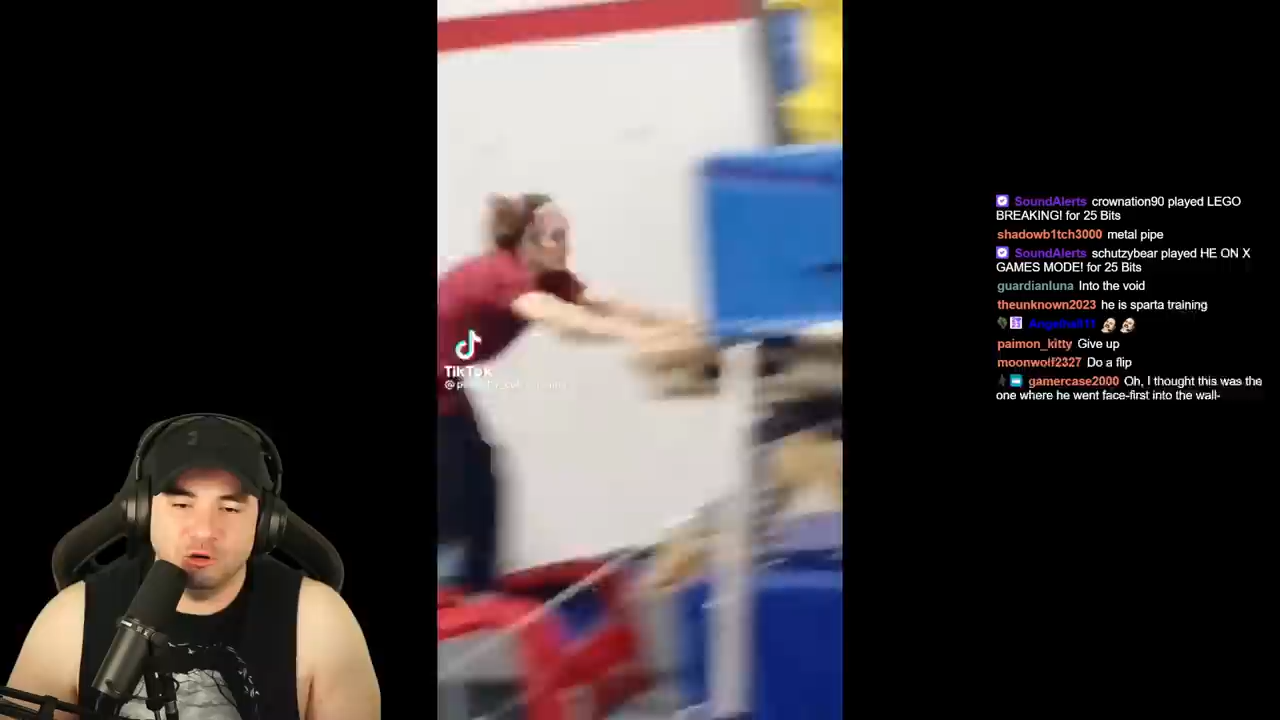 TikTok
SoundAlerts crownation90 played LEGO
BREAKING! for 25 Bits
shadowb1tch3000 metal pipe
SoundAlerts schutzybear played HE ON X
GAMES MODE! for 25 Bits
guardianluna Into the void
theunknown2023 he is sparta training
paimon_kitty Give up
moonwolf2327 Do a flip
gamercase2000 Oh, I thought this was the
one where he went face-first into the wall-